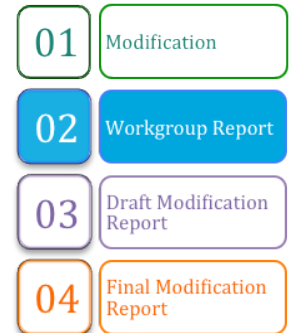 01
Modification
02
Workgroup Report
03
Draft Modification
Report
04
Final Modification
Report